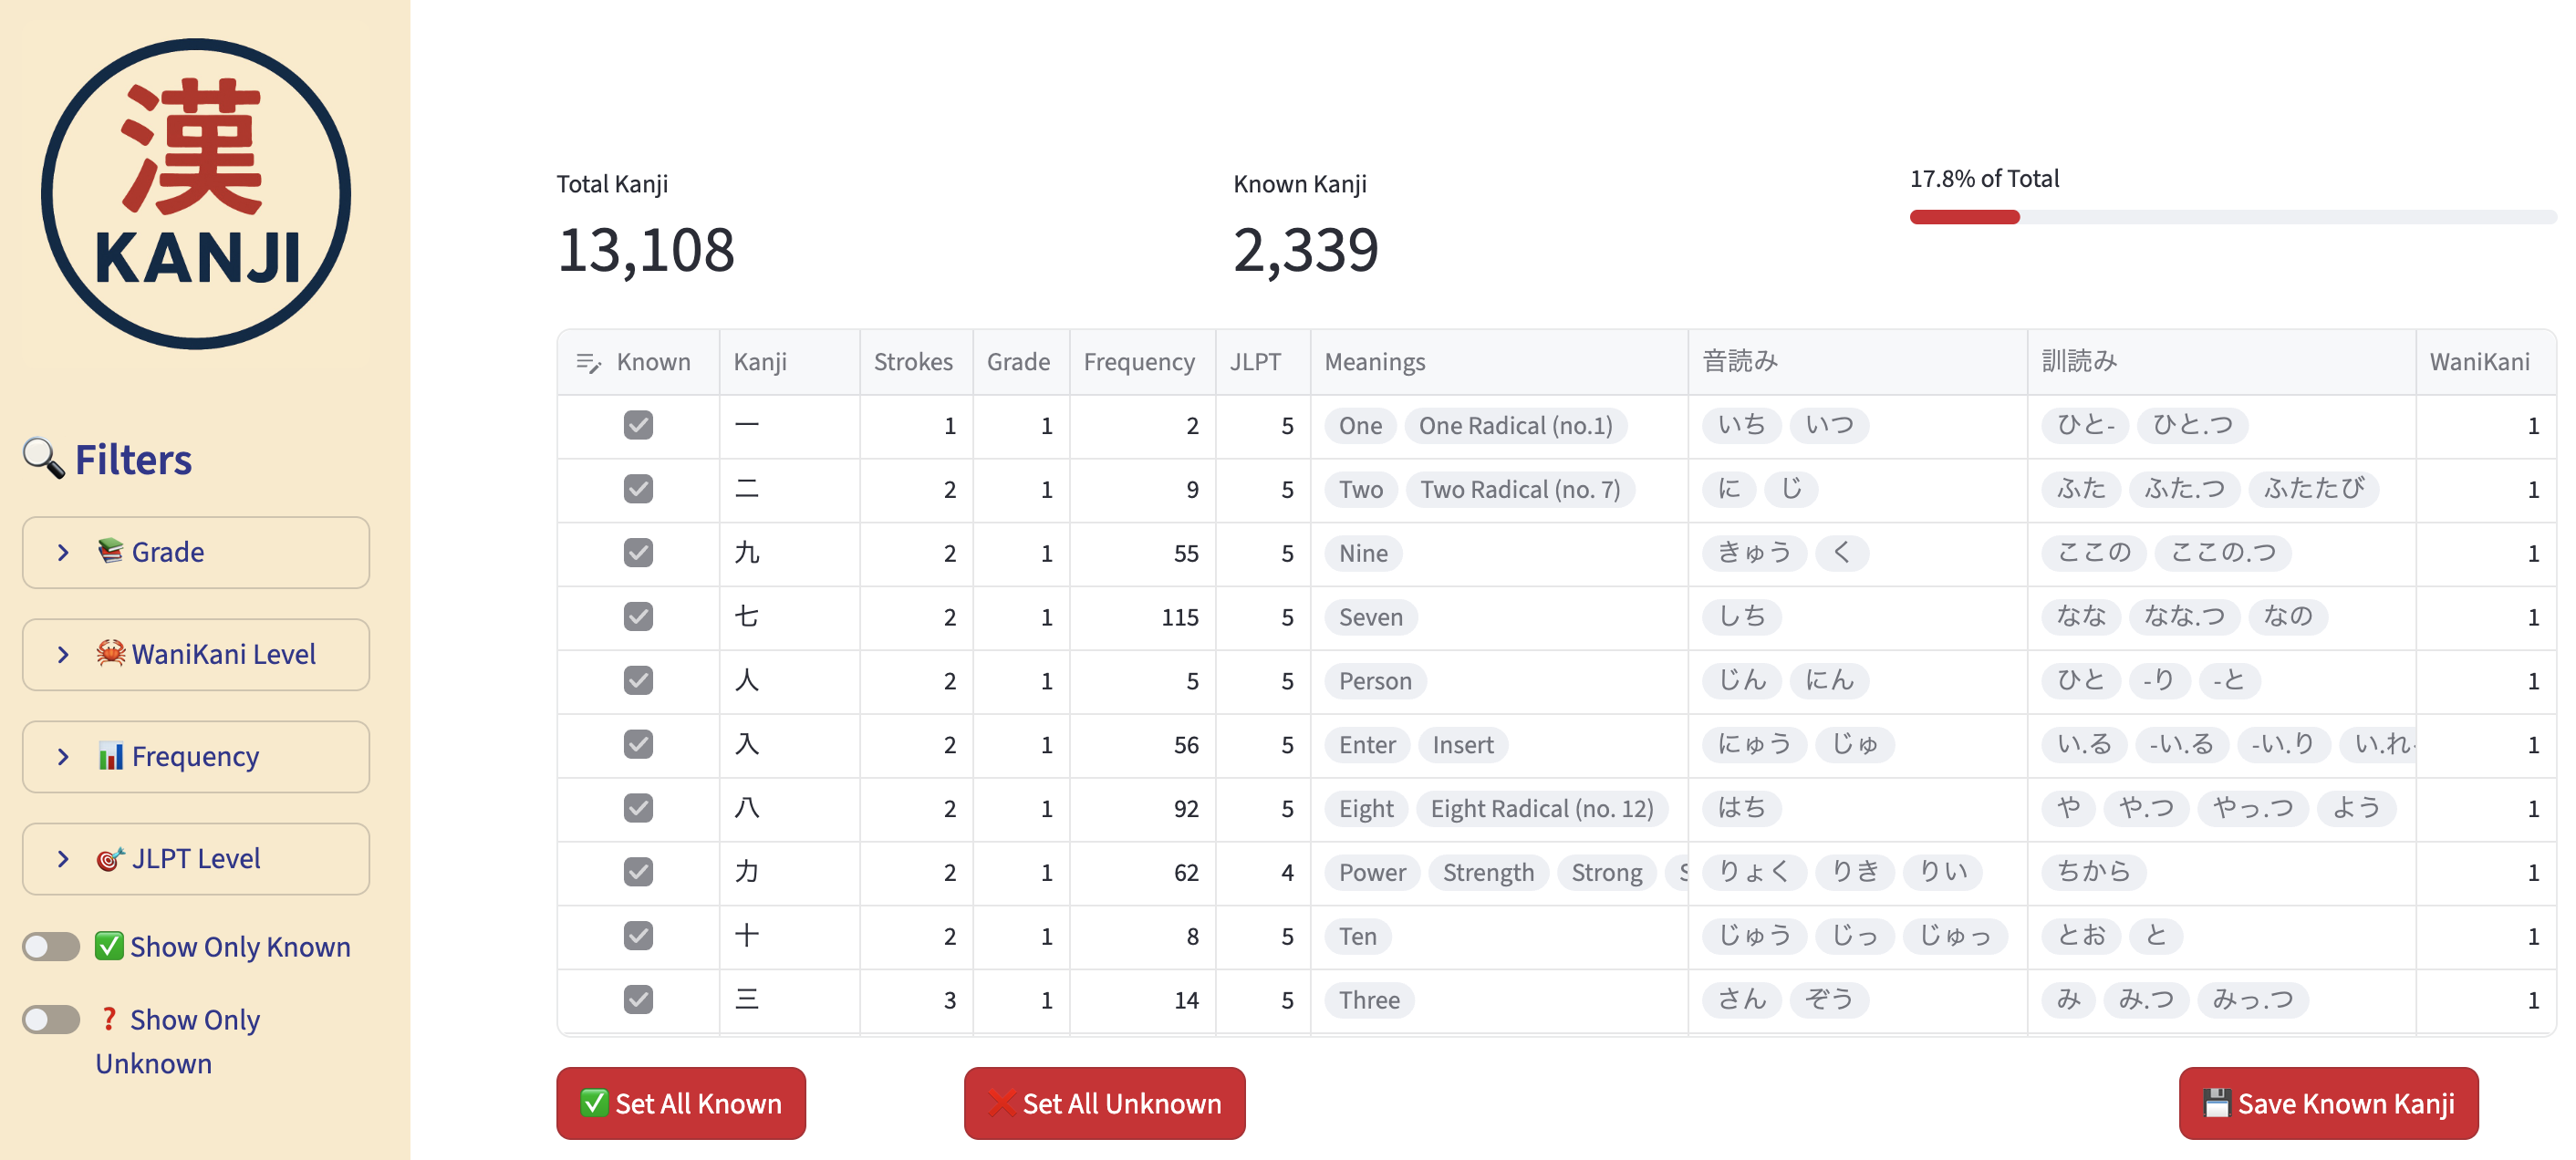 漢
KANJI
🔍 Filters
📚 Grade
🦀 WaniKani Level
📊 Frequency
🎯 JLPT Level
✅ Show Only Known
❓ Show Only
Unknown
Total Kanji
13,108
Known Kanji
2,339
17.8% of Total
Known Kanji Strokes Grade Frequency JLPT Meanings 音読み 訓読み WaniKani
一 1 1 2 5 One One Radical (no.1) いち いつ ひと- ひと.つ 1
二 2 1 9 5 Two Two Radical (no. 7) に じ ふた ふた.つ ふたたび 1
九 2 1 55 5 Nine きゅう く ここの ここの.つ 1
七 2 1 115 5 Seven しち なな なな.つ なの 1
人 2 1 5 5 Person じん にん ひと -り -と 1
入 2 1 56 5 Enter Insert にゅう じゅ い.る -い.る -い.り い.れ 1
八 2 1 92 5 Eight Eight Radical (no. 12) はち や や.つ やっ.つ よう 1
力 2 1 62 4 Power Strength Strong りょく りき りい ちから 1
十 2 1 8 5 Ten じゅう じっ じゅっ とお と 1
三 3 1 14 5 Three さん ぞう み み.つ みっ.つ 1
✅ Set All Known
❌ Set All Unknown
💾 Save Known Kanji